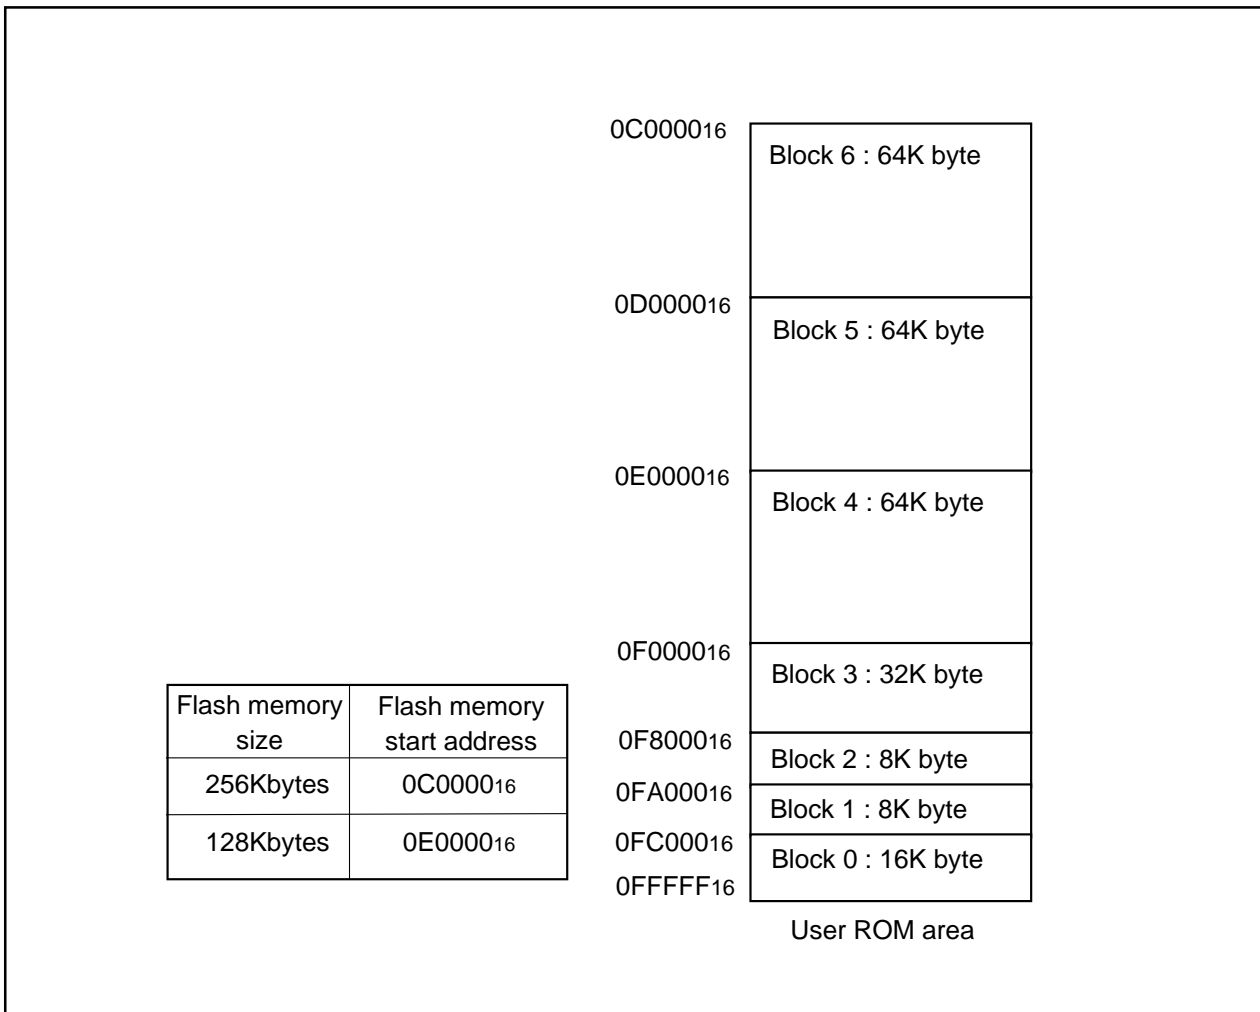 0C000016
Block 6 : 64K byte
0D000016
Block 5 : 64K byte
0E000016
Block 4 : 64K byte
0F000016
Block 3 : 32K byte
0F800016
Block 2 : 8K byte
0FA00016
Block 1 : 8K byte
0FC00016
Block 0 : 16K byte
0FFFFF16
User ROM area
Flash memory size
Flash memory start address
256Kbytes
0C000016
128Kbytes
0E000016